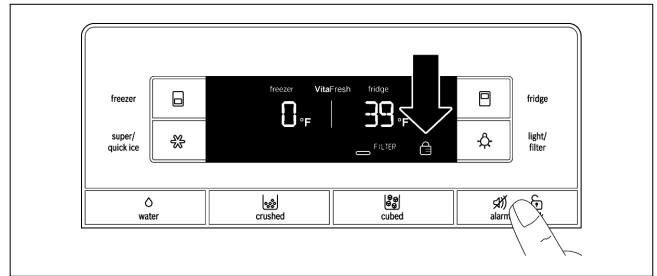 freezer VitaFresh fridge
freezer 0°F 39°F fridge
super/ light/
quick ice FILTER filter
water crushed cubed alarm